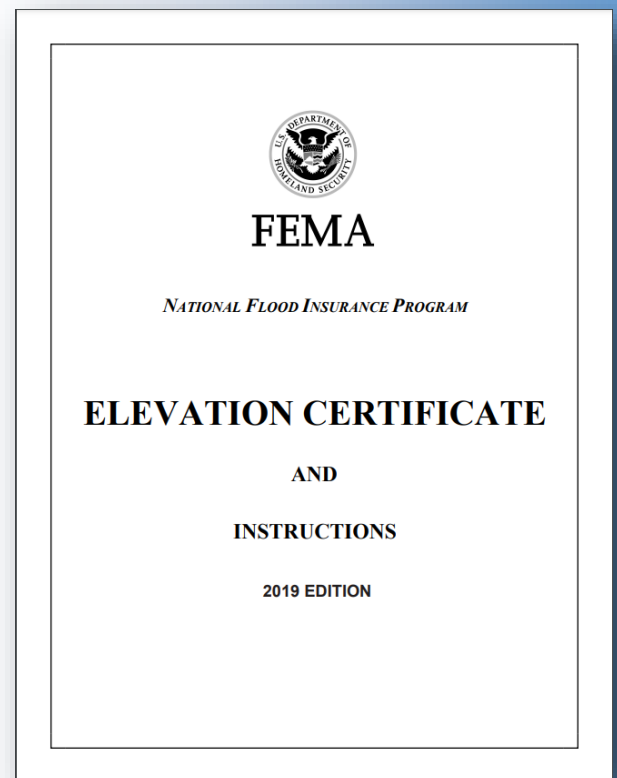 U.S. DEPARTMENT OF
HOMELAND SECURITY
FEMA
NATIONAL FLOOD INSURANCE PROGRAM
ELEVATION CERTIFICATE
AND
INSTRUCTIONS
2019 EDITION